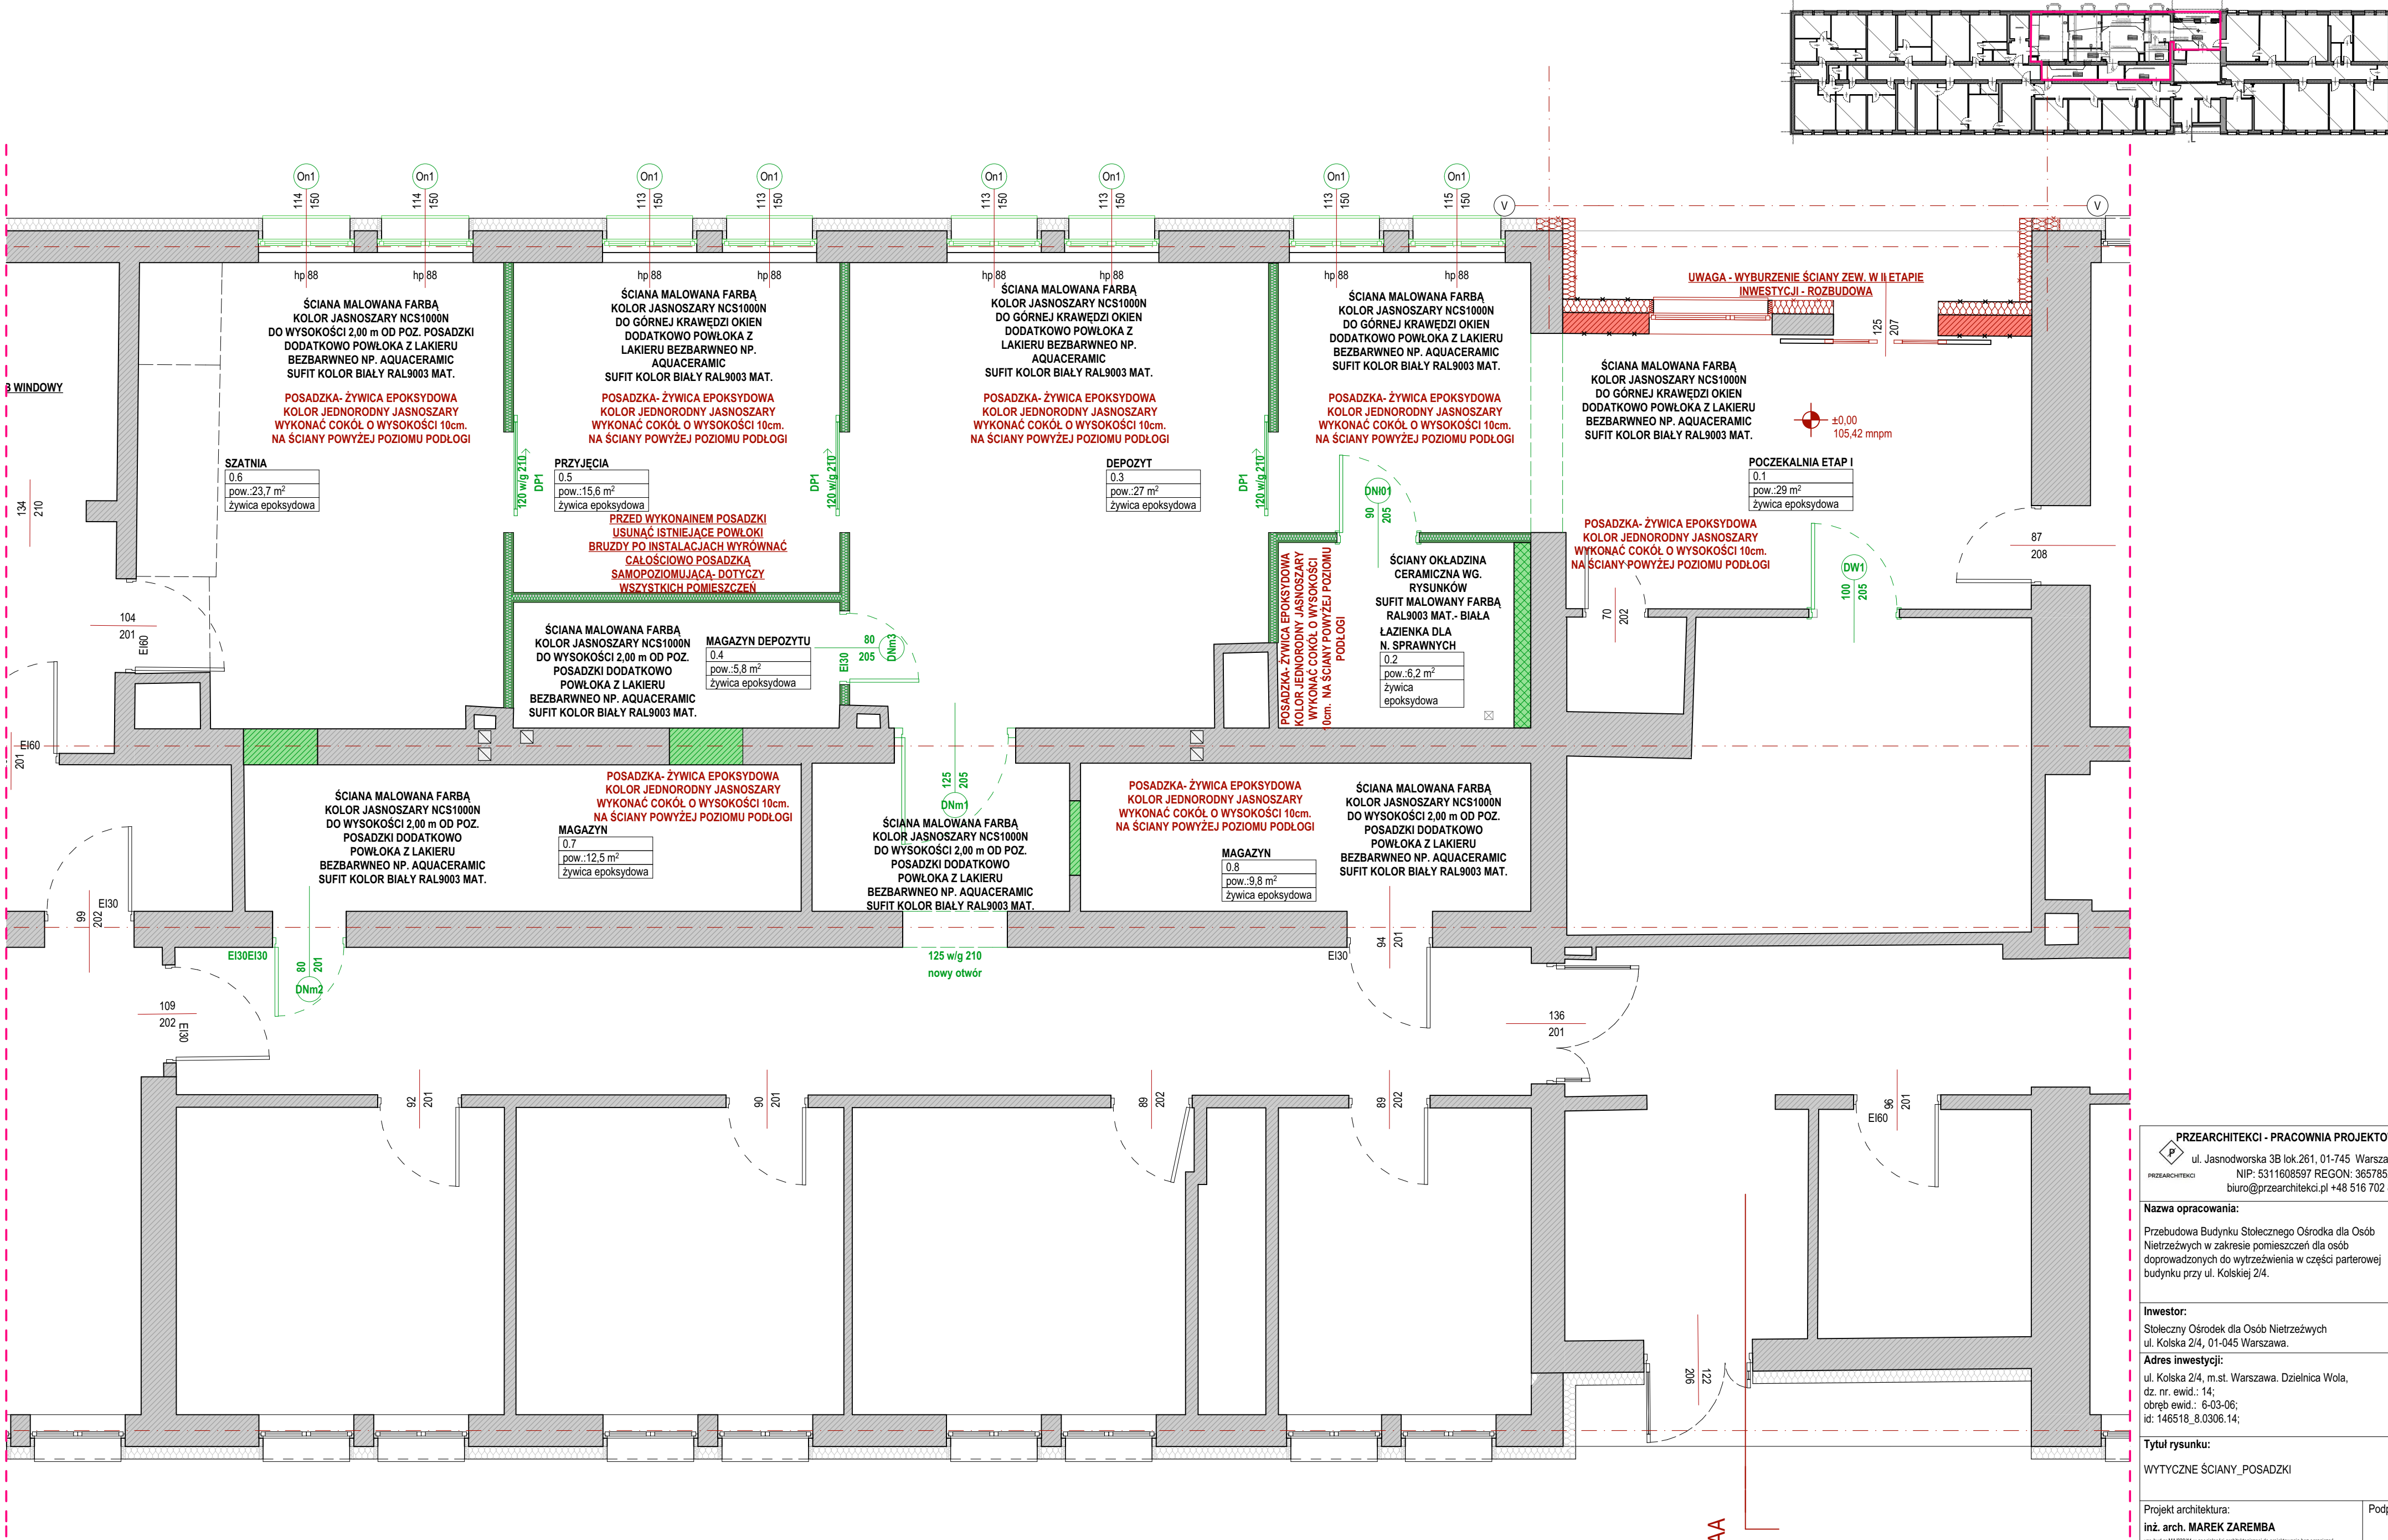 On1
114
150
On1
114
150
On1
113
150
On1
113
150
On1
113
150
On1
113
150
On1
113
150
On1
115
150
V
V
hp 88
hp 88
hp 88
hp 88
hp 88
hp 88
hp 88
hp 88
B WINDOWY
134
210
ŚCIANA MALOWANA FARBĄ
KOLOR JASNOSZARY NCS1000N
DO WYSOKOŚCI 2,00 m OD POZ. POSADZKI
DODATKOWO POWŁOKA Z LAKIERU
BEZBARWNEO NP. AQUACERAMIC
SUFIT KOLOR BIAŁY RAL9003 MAT.
POSADZKA- ŻYWICA EPOKSYDOWA
KOLOR JEDNORODNY JASNOSZARY
WYKONAĆ COKÓŁ O WYSOKOŚCI 10cm.
NA ŚCIANY POWYŻEJ POZIOMU PODŁOGI
SZATNIA
0.6
pow.:23,7 m²
żywica epoksydowa
120 w/g 210
DP1
ŚCIANA MALOWANA FARBĄ
KOLOR JASNOSZARY NCS1000N
DO GÓRNEJ KRAWĘDZI OKIEN
DODATKOWO POWŁOKA Z
LAKIERU BEZBARWNEO NP.
AQUACERAMIC
SUFIT KOLOR BIAŁY RAL9003 MAT.
POSADZKA- ŻYWICA EPOKSYDOWA
KOLOR JEDNORODNY JASNOSZARY
WYKONAĆ COKÓŁ O WYSOKOŚCI 10cm.
NA ŚCIANY POWYŻEJ POZIOMU PODŁOGI
PRZYJĘCIA
0.5
pow.:15,6 m²
żywica epoksydowa
PRZED WYKONAINEM POSADZKI
USUNĄĆ ISTNIEJĄCE POWŁOKI
BRUZDY PO INSTALACJACH WYRÓWNAĆ
CAŁOŚCIOWO POSADZKĄ
SAMOPOZIOMUJĄCĄ- DOTYCZY
WSZYSTKICH POMIESZCZEŃ
DP1
120 w/g 210
ŚCIANA MALOWANA FARBĄ
KOLOR JASNOSZARY NCS1000N
DO GÓRNEJ KRAWĘDZI OKIEN
DODATKOWO POWŁOKA Z
LAKIERU BEZBARWNEO NP.
AQUACERAMIC
SUFIT KOLOR BIAŁY RAL9003 MAT.
POSADZKA- ŻYWICA EPOKSYDOWA
KOLOR JEDNORODNY JASNOSZARY
WYKONAĆ COKÓŁ O WYSOKOŚCI 10cm.
NA ŚCIANY POWYŻEJ POZIOMU PODŁOGI
DEPOZYT
0.3
pow.:27 m²
żywica epoksydowa
DP1
120 w/g 210
ŚCIANA MALOWANA FARBĄ
KOLOR JASNOSZARY NCS1000N
DO GÓRNEJ KRAWĘDZI OKIEN
DODATKOWO POWŁOKA Z LAKIERU
BEZBARWNEO NP. AQUACERAMIC
SUFIT KOLOR BIAŁY RAL9003 MAT.
POSADZKA- ŻYWICA EPOKSYDOWA
KOLOR JEDNORODNY JASNOSZARY
WYKONAĆ COKÓŁ O WYSOKOŚCI 10cm.
NA ŚCIANY POWYŻEJ POZIOMU PODŁOGI
DNI01
90
205
UWAGA - WYBURZENIE ŚCIANY ZEW. W II ETAPIE
INWESTYCJI - ROZBUDOWA
125
207
ŚCIANA MALOWANA FARBĄ
KOLOR JASNOSZARY NCS1000N
DO GÓRNEJ KRAWĘDZI OKIEN
DODATKOWO POWŁOKA Z LAKIERU
BEZBARWNEO NP. AQUACERAMIC
SUFIT KOLOR BIAŁY RAL9003 MAT.
±0,00
105,42 mnpm
POCZEKALNIA ETAP I
0.1
pow.:29 m²
żywica epoksydowa
POSADZKA- ŻYWICA EPOKSYDOWA
KOLOR JEDNORODNY JASNOSZARY
WYKONAĆ COKÓŁ O WYSOKOŚCI 10cm.
NA ŚCIANY POWYŻEJ POZIOMU PODŁOGI
DW1
100
205
87
208
70
202
POSADZKA- ŻYWICA EPOKSYDOWA
KOLOR JEDNORODNY JASNOSZARY
WYKONAĆ COKÓŁ O WYSOKOŚCI
10cm. NA ŚCIANY POWYŻEJ POZIOMU
PODŁOGI
ŚCIANY OKŁADZINA
CERAMICZNA WG.
RYSUNKÓW
SUFIT MALOWANY FARBĄ
RAL9003 MAT.- BIAŁA
ŁAZIENKA DLA
N. SPRAWNYCH
0.2
pow.:6,2 m²
żywica
epoksydowa
104
201
EI60
EI60
201
ŚCIANA MALOWANA FARBĄ
KOLOR JASNOSZARY NCS1000N
DO WYSOKOŚCI 2,00 m OD POZ.
POSADZKI DODATKOWO
POWŁOKA Z LAKIERU
BEZBARWNEO NP. AQUACERAMIC
SUFIT KOLOR BIAŁY RAL9003 MAT.
MAGAZYN DEPOZYTU
0.4
pow.:5,8 m²
żywica epoksydowa
80
205
DNm3
EI30
ŚCIANA MALOWANA FARBĄ
KOLOR JASNOSZARY NCS1000N
DO WYSOKOŚCI 2,00 m OD POZ.
POSADZKI DODATKOWO
POWŁOKA Z LAKIERU
BEZBARWNEO NP. AQUACERAMIC
SUFIT KOLOR BIAŁY RAL9003 MAT.
POSADZKA- ŻYWICA EPOKSYDOWA
KOLOR JEDNORODNY JASNOSZARY
WYKONAĆ COKÓŁ O WYSOKOŚCI 10cm.
NA ŚCIANY POWYŻEJ POZIOMU PODŁOGI
MAGAZYN
0.7
pow.:12,5 m²
żywica epoksydowa
125
205
DNm1
ŚCIANA MALOWANA FARBĄ
KOLOR JASNOSZARY NCS1000N
DO WYSOKOŚCI 2,00 m OD POZ.
POSADZKI DODATKOWO
POWŁOKA Z LAKIERU
BEZBARWNEO NP. AQUACERAMIC
SUFIT KOLOR BIAŁY RAL9003 MAT.
POSADZKA- ŻYWICA EPOKSYDOWA
KOLOR JEDNORODNY JASNOSZARY
WYKONAĆ COKÓŁ O WYSOKOŚCI 10cm.
NA ŚCIANY POWYŻEJ POZIOMU PODŁOGI
MAGAZYN
0.8
pow.:9,8 m²
żywica epoksydowa
ŚCIANA MALOWANA FARBĄ
KOLOR JASNOSZARY NCS1000N
DO WYSOKOŚCI 2,00 m OD POZ.
POSADZKI DODATKOWO
POWŁOKA Z LAKIERU
BEZBARWNEO NP. AQUACERAMIC
SUFIT KOLOR BIAŁY RAL9003 MAT.
99
202
EI30
EI30EI30
80
201
DNm2
125 w/g 210
nowy otwór
EI30
94
201
109
202
EI30
136
201
92
201
90
201
89
202
89
202
96
201
EI60
122
206
AA
PRZEARCHITEKCI - PRACOWNIA PROJEKTO
P
PRZEARCHITEKCI
ul. Jasnodworska 3B lok.261, 01-745 Warsza
NIP: 5311608597 REGON: 365785
biuro@przearchitekci.pl +48 516 702
Nazwa opracowania:
Przebudowa Budynku Stołecznego Ośrodka dla Osób
Nietrzeźwych w zakresie pomieszczeń dla osób
doprowadzonych do wytrzeźwienia w części parterowej
budynku przy ul. Kolskiej 2/4.
Inwestor:
Stołeczny Ośrodek dla Osób Nietrzeźwych
ul. Kolska 2/4, 01-045 Warszawa.
Adres inwestycji:
ul. Kolska 2/4, m.st. Warszawa. Dzielnica Wola,
dz. nr. ewid.: 14;
obręb ewid.: 6-03-06;
id: 146518_8.0306.14;
Tytuł rysunku:
WYTYCZNE ŚCIANY_POSADZKI
Projekt architektura:
Podp
inż. arch. MAREK ZAREMBA